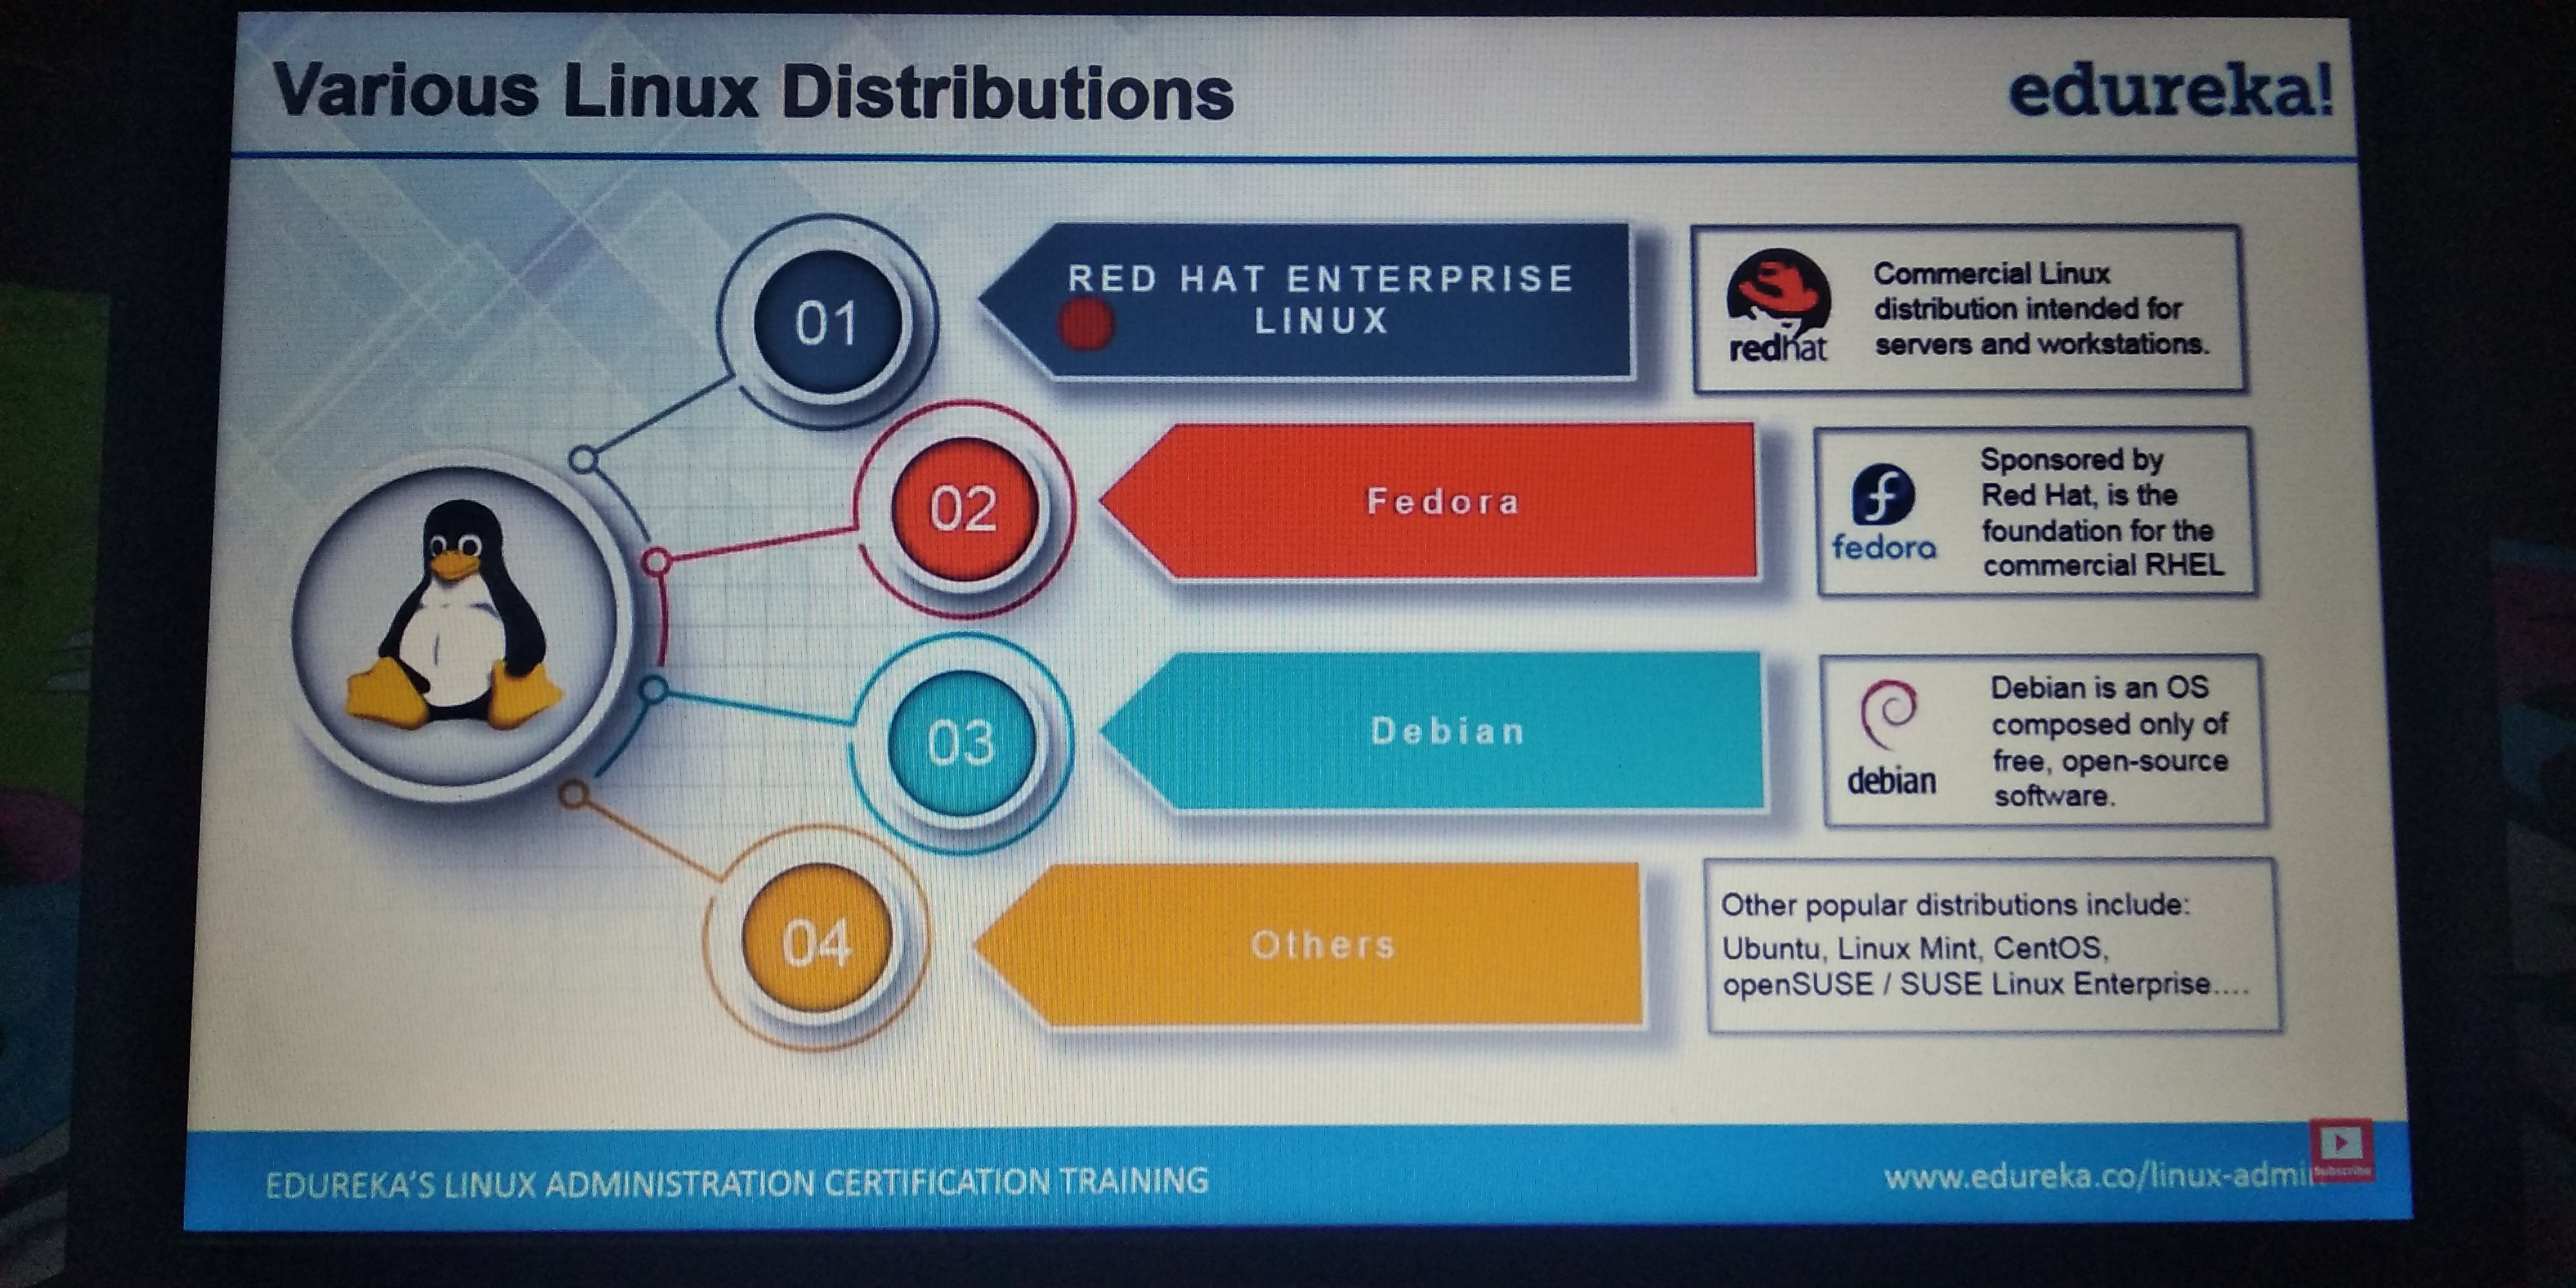 Various Linux Distributions
edureka!
01
RED HAT ENTERPRISE
LINUX
redhat
Commercial Linux
distribution intended for
servers and workstations.
02
Fedora
fedora
Sponsored by
Red Hat, is the
foundation for the
commercial RHEL
03
Debian
debian
Debian is an OS
composed only of
free, open-source
software.
04
Others
Other popular distributions include:
Ubuntu, Linux Mint, CentOS,
openSUSE / SUSE Linux Enterprise....
EDUREKA'S LINUX ADMINISTRATION CERTIFICATION TRAINING
www.edureka.co/linux-admin
Subscribe